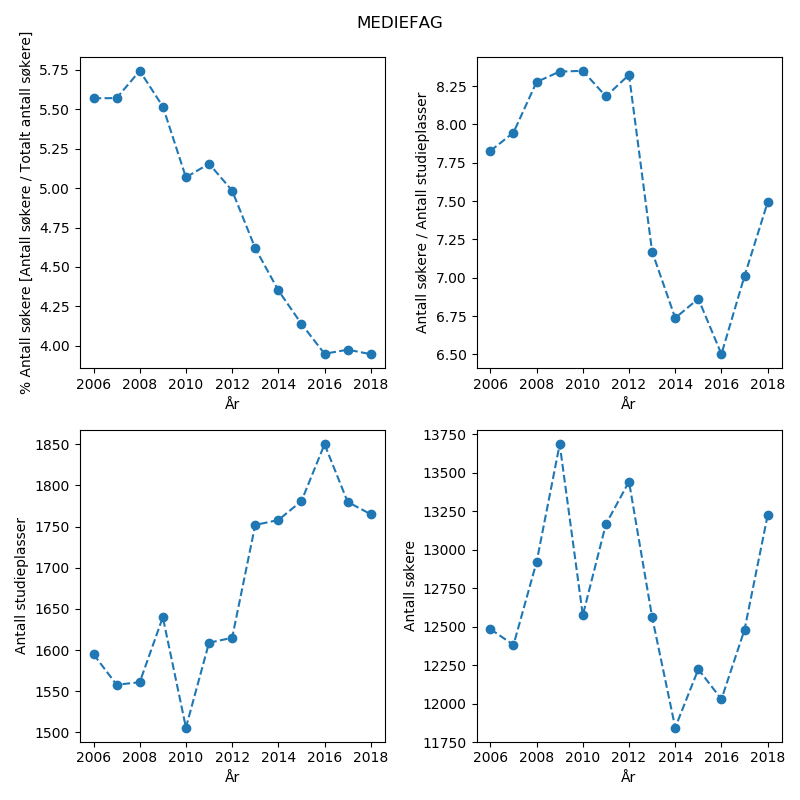 MEDIEFAG
% Antall søkere [Antall søkere / Totalt antall søkere]
5.75
5.50
5.25
5.00
4.75
4.50
4.25
4.00
2006 2008 2010 2012 2014 2016 2018
År
Antall søkere / Antall studieplasser
8.25
8.00
7.75
7.50
7.25
7.00
6.75
6.50
2006 2008 2010 2012 2014 2016 2018
År
Antall studieplasser
1850
1800
1750
1700
1650
1600
1550
1500
2006 2008 2010 2012 2014 2016 2018
År
Antall søkere
13750
13500
13250
13000
12750
12500
12250
12000
11750
2006 2008 2010 2012 2014 2016 2018
År